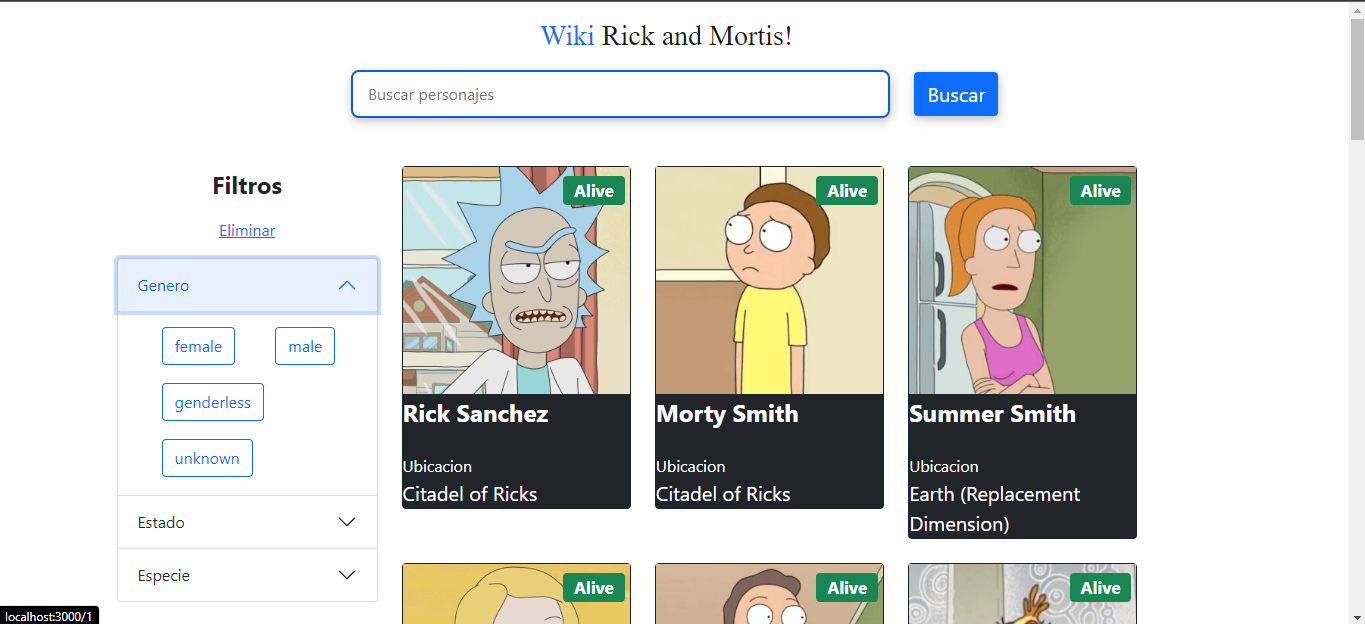 Wiki Rick and Mortis!
Buscar personajes
Buscar
Filtros
Eliminar
Genero
female male
genderless
unknown
Estado
Especie
Alive
Rick Sanchez
Ubicacion
Citadel of Ricks
Alive
Morty Smith
Ubicacion
Citadel of Ricks
Alive
Summer Smith
Ubicacion
Earth (Replacement
Dimension)
Alive
Alive
Alive
localhost:3000/1